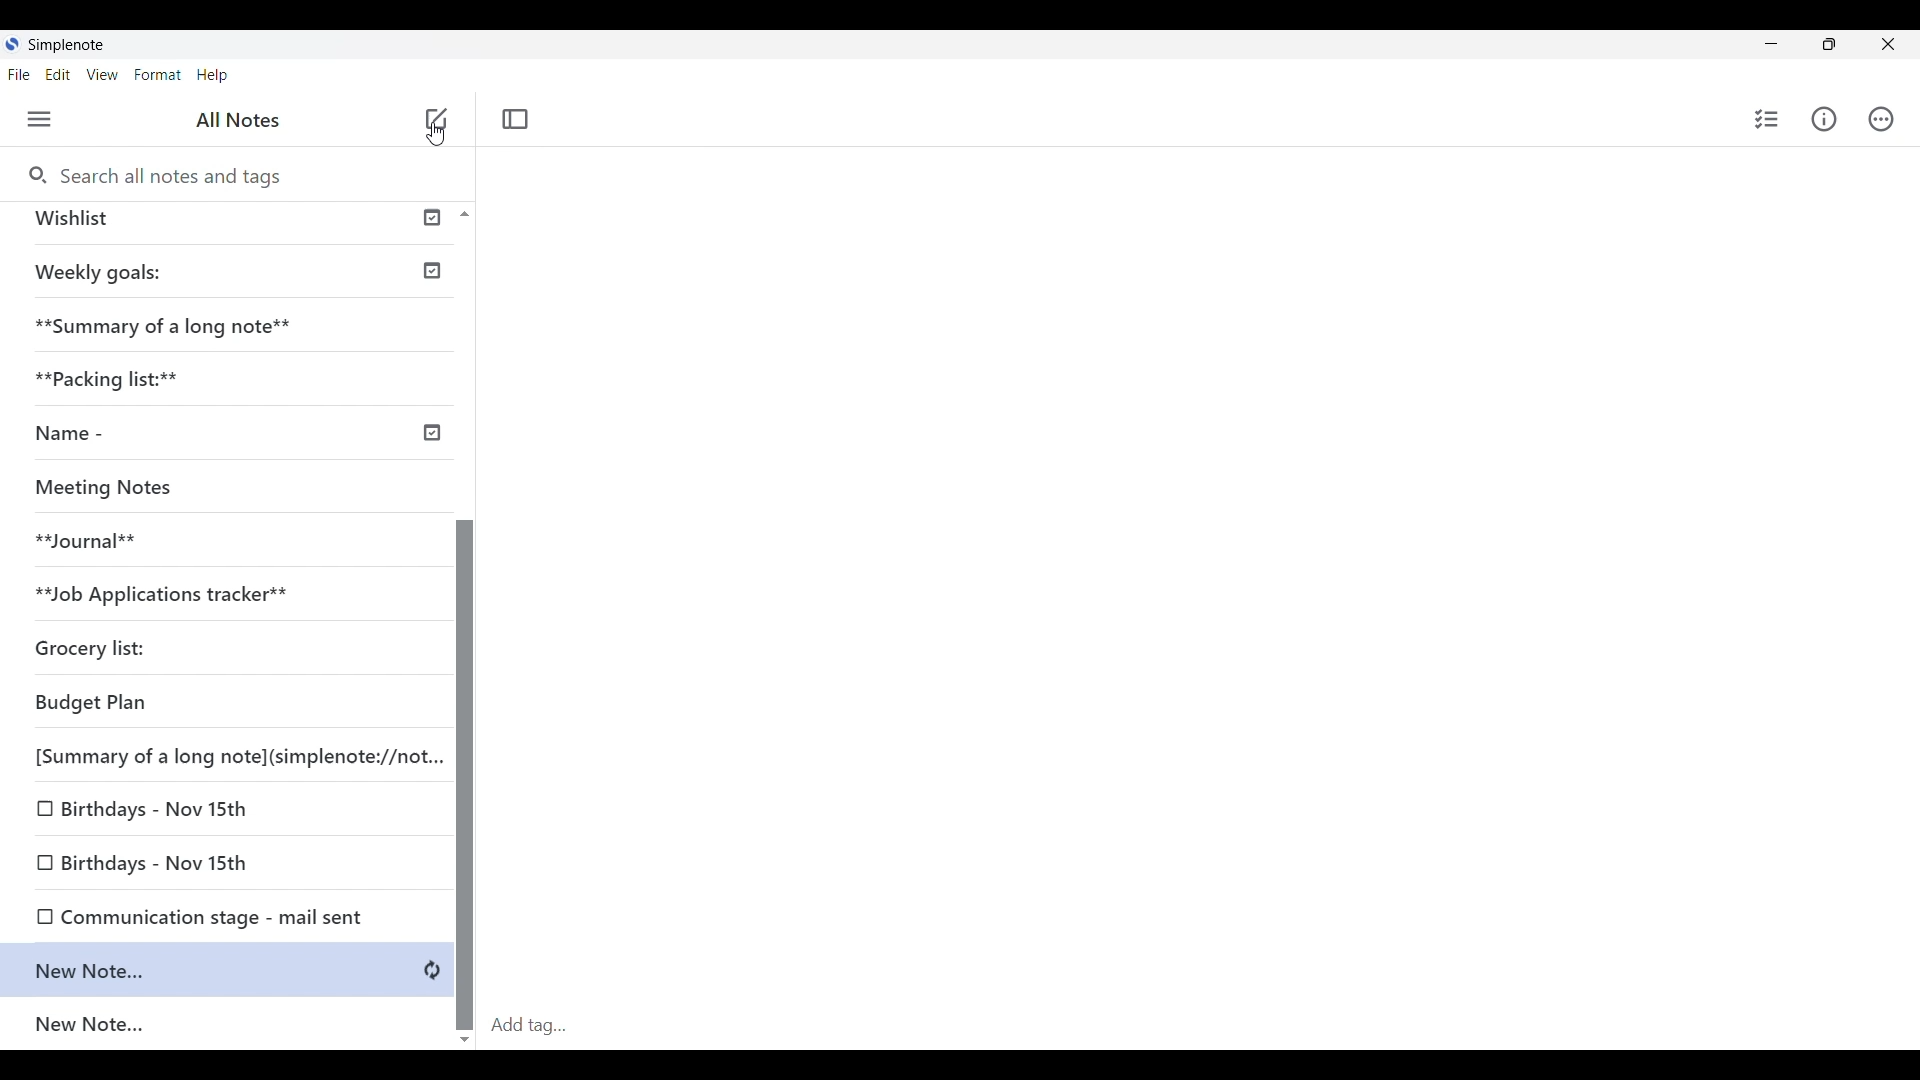 Simplenote
File Edit View Format Help
All Notes
Search all notes and tags
Wishlist
Weekly goals:
**Summary of a long note**
**Packing list:**
Name -
Meeting Notes
**Journal**
**Job Applications tracker**
Grocery list:
Budget Plan
[Summary of a long note](simplenote://not...
☐ Birthdays - Nov 15th
☐ Birthdays - Nov 15th
☐ Communication stage - mail sent
New Note...
New Note...
Add tag...